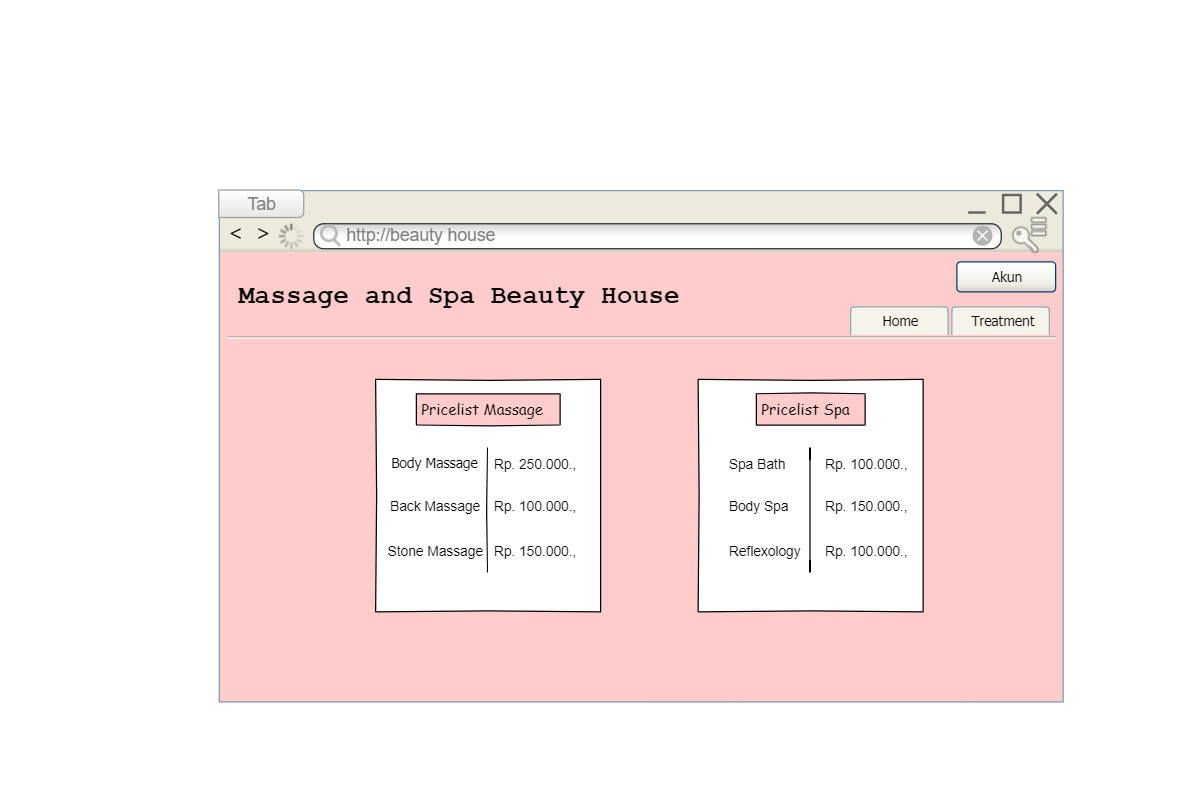 Tab
< >
http://beauty house
Akun
Massage and Spa Beauty House
Home Treatment
Pricelist Massage
Body Massage Rp. 250.000.,
Back Massage Rp. 100.000.,
Stone Massage Rp. 150.000.,
Pricelist Spa
Spa Bath Rp. 100.000.,
Body Spa Rp. 150.000.,
Reflexology Rp. 100.000.,